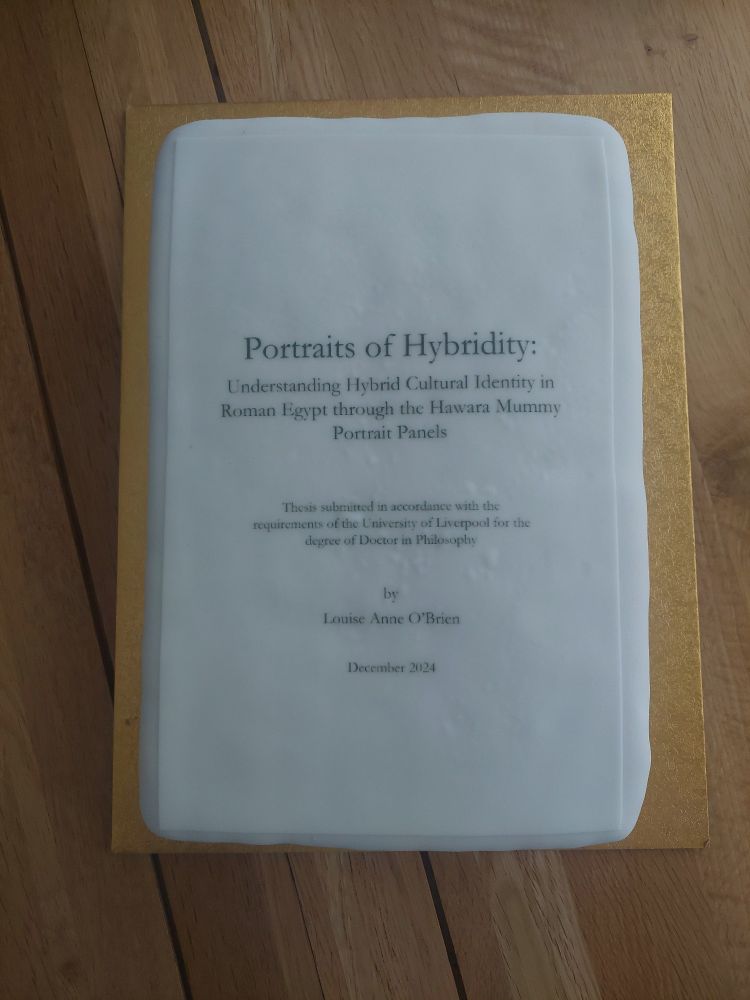 Portraits of Hybridity:
Understanding Hybrid Cultural Identity in
Roman Egypt through the Hawara Mummy
Portrait Panels
Thesis submitted in accordance with the
requirements of the University of Liverpool for the
degree of Doctor in Philosophy
by
Louise Anne O'Brien
December 2024